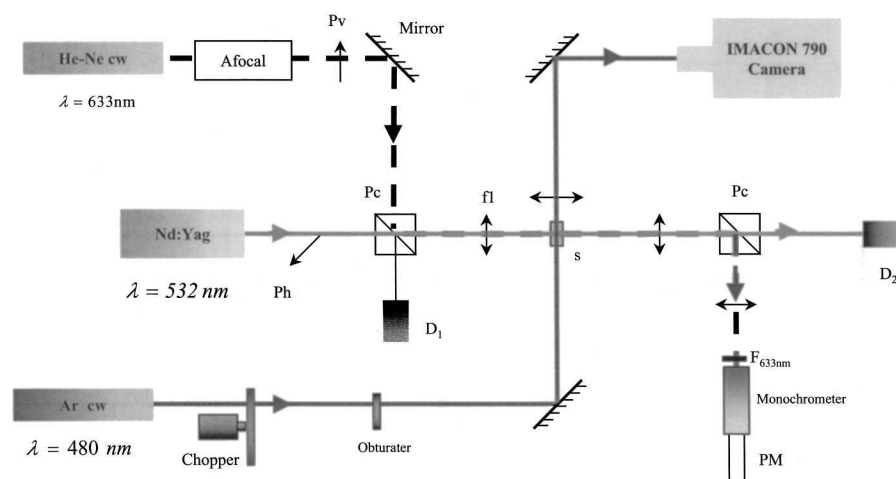 He-Ne cw
λ = 633nm
Afocal
Pv
Mirror
IMACON 790
Camera
Nd:Yag
λ = 532 nm
Ph
Pc
D1
f1
s
Pc
D2
F633nm
Monochrometer
PM
Ar cw
λ = 480 nm
Chopper
Obturater